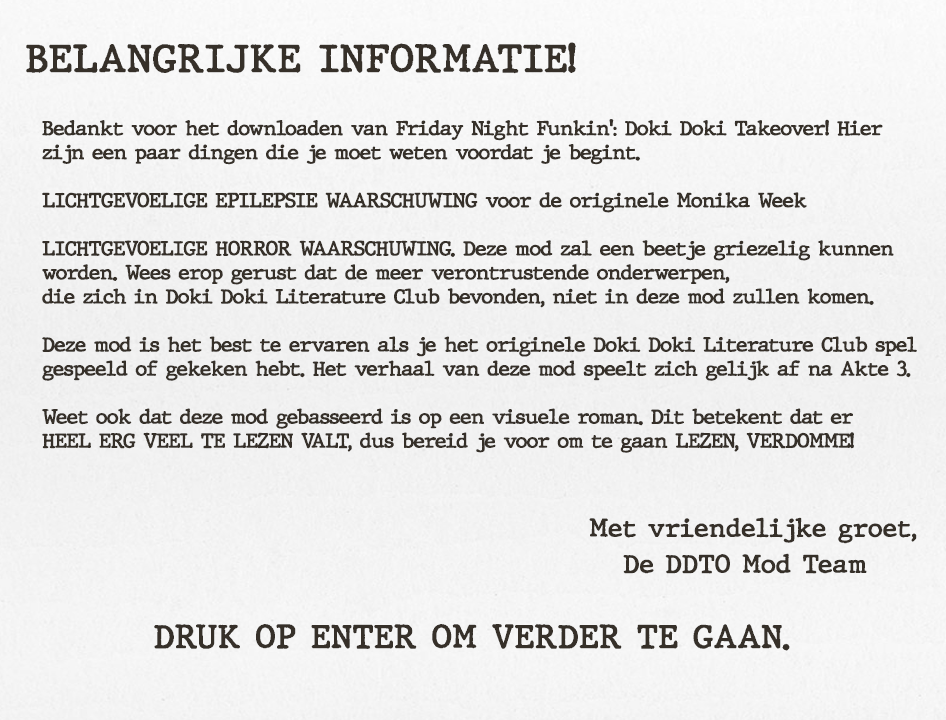 BELANGRIJKE INFORMATIE!
Bedankt voor het downloaden van Friday Night Funkin': Doki Doki Takeover! Hier
zijn een paar dingen die je moet weten voordat je begint.
LICHTGEVOELIGE EPILEPSIE WAARSCHUWING voor de originele Monika Week
LICHTGEVOELIGE HORROR WAARSCHUWING. Deze mod zal een beetje griezelig kunnen
worden. Wees erop gerust dat de meer verontrustende onderwerpen,
die zich in Doki Doki Literature Club bevonden, niet in deze mod zullen komen.
Deze mod is het best te ervaren als je het originele Doki Doki Literature Club spel
gespeeld of gekeken hebt. Het verhaal van deze mod speelt zich gelijk af na Akte 3.
Weet ook dat deze mod gebasseerd is op een visuele roman. Dit betekent dat er
HEEL ERG VEEL TE LEZEN VALT, dus bereid je voor om te gaan LEZEN, VERDOMME!
Met vriendelijke groet,
De DDTO Mod Team
DRUK OP ENTER OM VERDER TE GAAN.